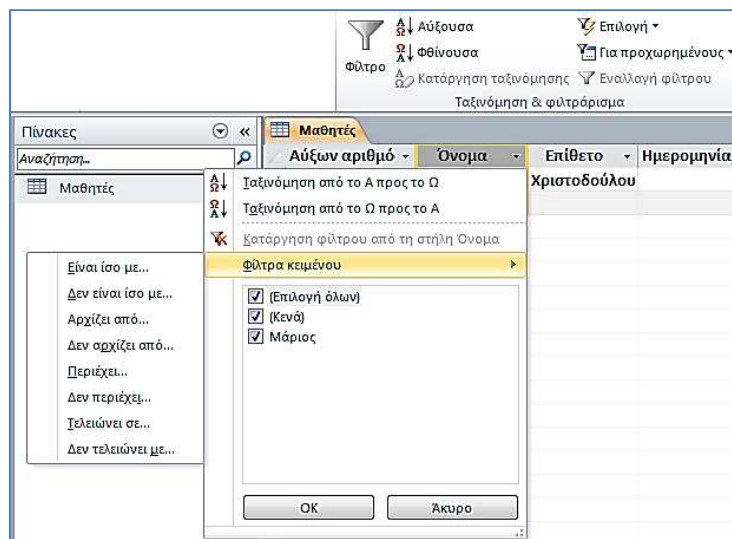 Αύξουσα
Φθίνουσα
Κατάργηση ταξινόμησης
Φίλτρο
Επιλογή
Για προχωρημένους
Εναλλαγή φίλτρου
Ταξινόμηση & φιλτράρισμα
Πίνακες
Αναζήτηση...
Μαθητές
Μαθητές
Αύξων αριθμό Όνομα Επίθετο Ημερομηνία
Χριστοδούλου
Ταξινόμηση από το Α προς το Ω
Ταξινόμηση από το Ω προς το Α
Κατάργηση φίλτρου από τη στήλη Όνομα
Φίλτρα κειμένου
(Επιλογή όλων)
(Κενά)
Μάριος
OK Άκυρο
Είναι ίσο με...
Δεν είναι ίσο με...
Αρχίζει από...
Δεν αρχίζει από...
Περιέχει...
Δεν περιέχει...
Τελειώνει σε...
Δεν τελειώνει με...